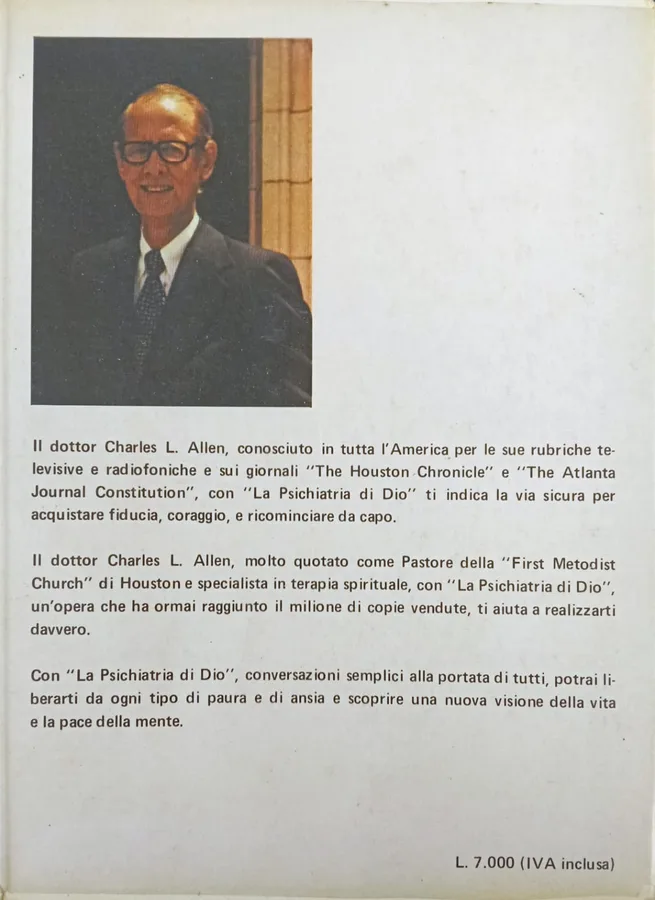 Il dottor Charles L. Allen, conosciuto in tutta l'America per le sue rubriche te-
levisive e radiofoniche e sui giornali "The Houston Chronicle" e "The Atlanta
Journal Constitution", con "La Psichiatria di Dio" ti indica la via sicura per
acquistare fiducia, coraggio, e ricominciare da capo.
Il dottor Charles L. Allen, molto quotato come Pastore della "First Metodist
Church" di Houston e specialista in terapia spirituale, con "La Psichiatria di Dio",
un'opera che ha ormai raggiunto il milione di copie vendute, ti aiuta a realizzarti
davvero.
Con "La Psichiatria di Dio", conversazioni semplici alla portata di tutti, potrai li-
berarti da ogni tipo di paura e di ansia e scoprire una nuova visione della vita
e la pace della mente.
L. 7.000 (IVA inclusa)